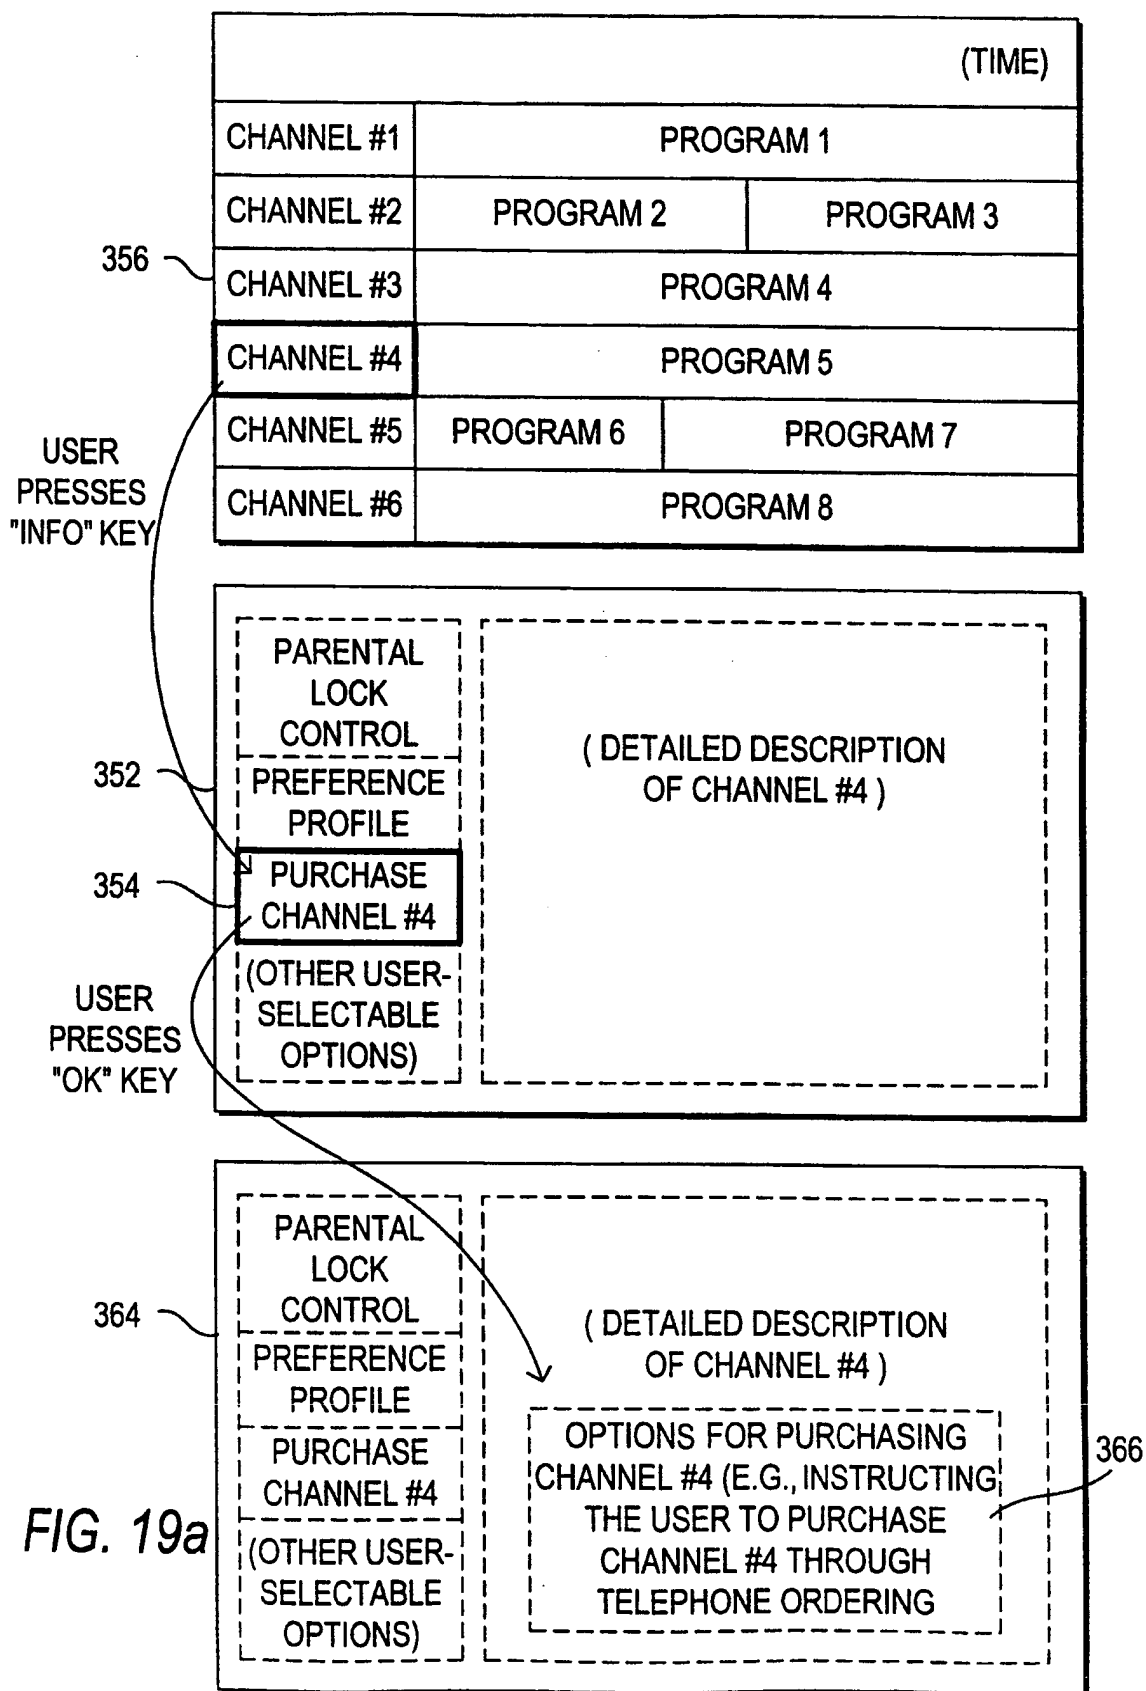 (TIME)
CHANNEL #1 PROGRAM 1
CHANNEL #2 PROGRAM 2 PROGRAM 3
356
CHANNEL #3 PROGRAM 4
CHANNEL #4 PROGRAM 5
CHANNEL #5 PROGRAM 6 PROGRAM 7
CHANNEL #6 PROGRAM 8
USER
PRESSES
"INFO" KEY
PARENTAL
LOCK
CONTROL
352
PREFERENCE
PROFILE
354
PURCHASE
CHANNEL #4
(OTHER USER-
SELECTABLE
OPTIONS)
( DETAILED DESCRIPTION
OF CHANNEL #4 )
USER
PRESSES
"OK" KEY
364
PARENTAL
LOCK
CONTROL
PREFERENCE
PROFILE
PURCHASE
CHANNEL #4
(OTHER USER-
SELECTABLE
OPTIONS)
( DETAILED DESCRIPTION
OF CHANNEL #4 )
OPTIONS FOR PURCHASING
CHANNEL #4 (E.G., INSTRUCTING
THE USER TO PURCHASE
CHANNEL #4 THROUGH
TELEPHONE ORDERING
366
FIG. 19a